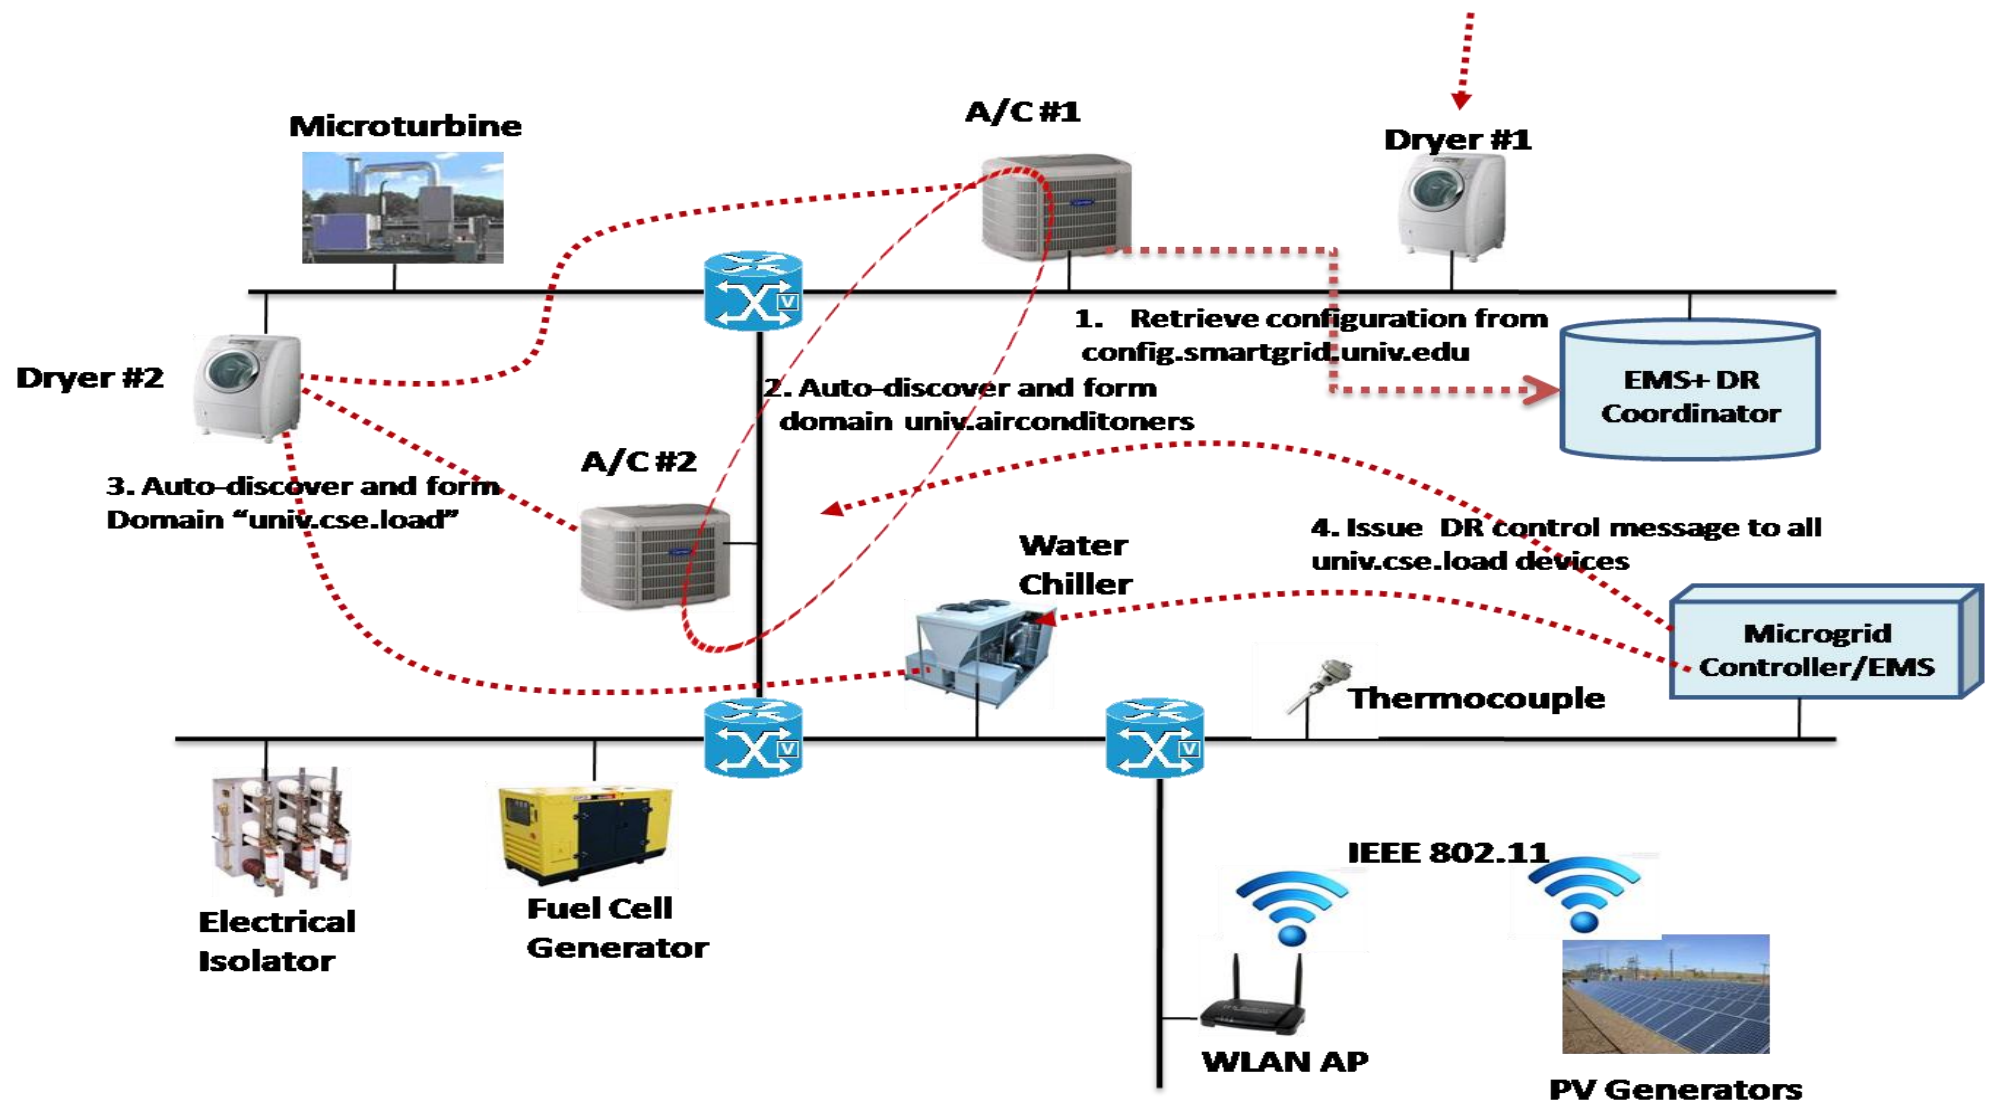 A/C #1
Microturbine
Dryer #1
1. Retrieve configuration from
config.smartgrid.univ.edu
Dryer #2
2. Auto-discover and form
domain univ.airconditoners
EMS+ DR
Coordinator
A/C #2
3. Auto-discover and form
Domain “univ.cse.load”
4. Issue DR control message to all
univ.cse.load devices
Water
Chiller
Microgrid
Controller/EMS
Thermocouple
V
V
V
IEEE 802.11
Electrical
Isolator
Fuel Cell
Generator
WLAN AP
PV Generators